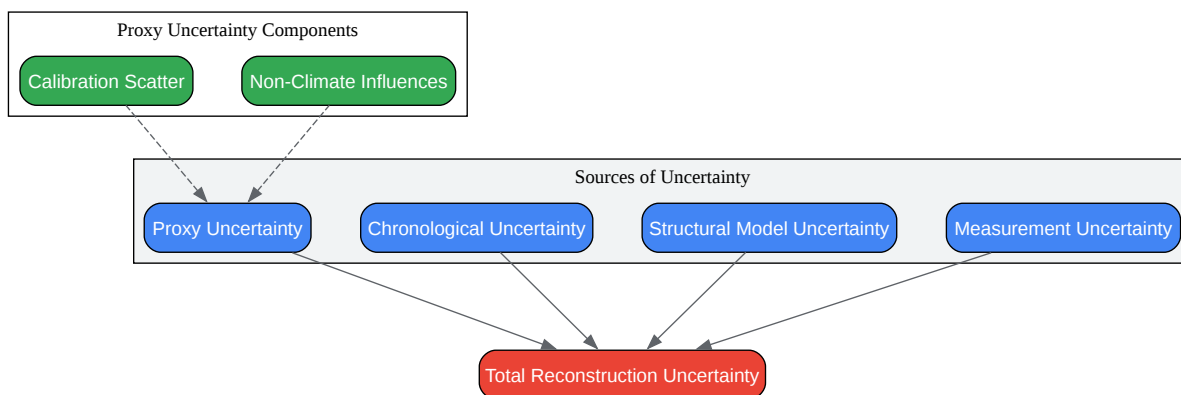 Proxy Uncertainty Components
Calibration Scatter
Non-Climate Influences
Sources of Uncertainty
Proxy Uncertainty
Chronological Uncertainty
Structural Model Uncertainty
Measurement Uncertainty
Total Reconstruction Uncertainty